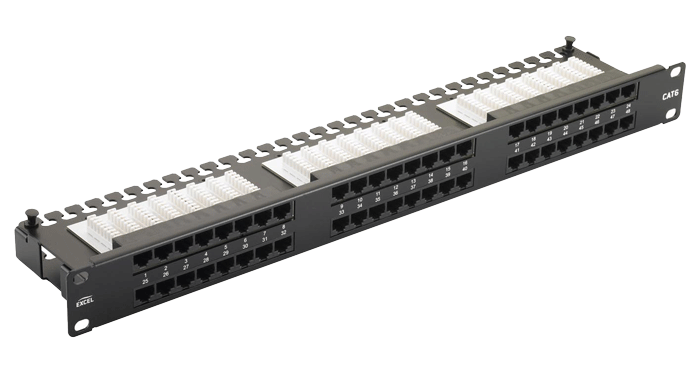 CAT6
17 18 19 20 21 22 23 24
41 42 43 44 45 46 47 48
9 10 11 12 13 14 15 16
33 34 35 36 37 38 39 40
1 2 3 4 5 6 7 8
25 26 27 28 29 30 31 32
EXCEL